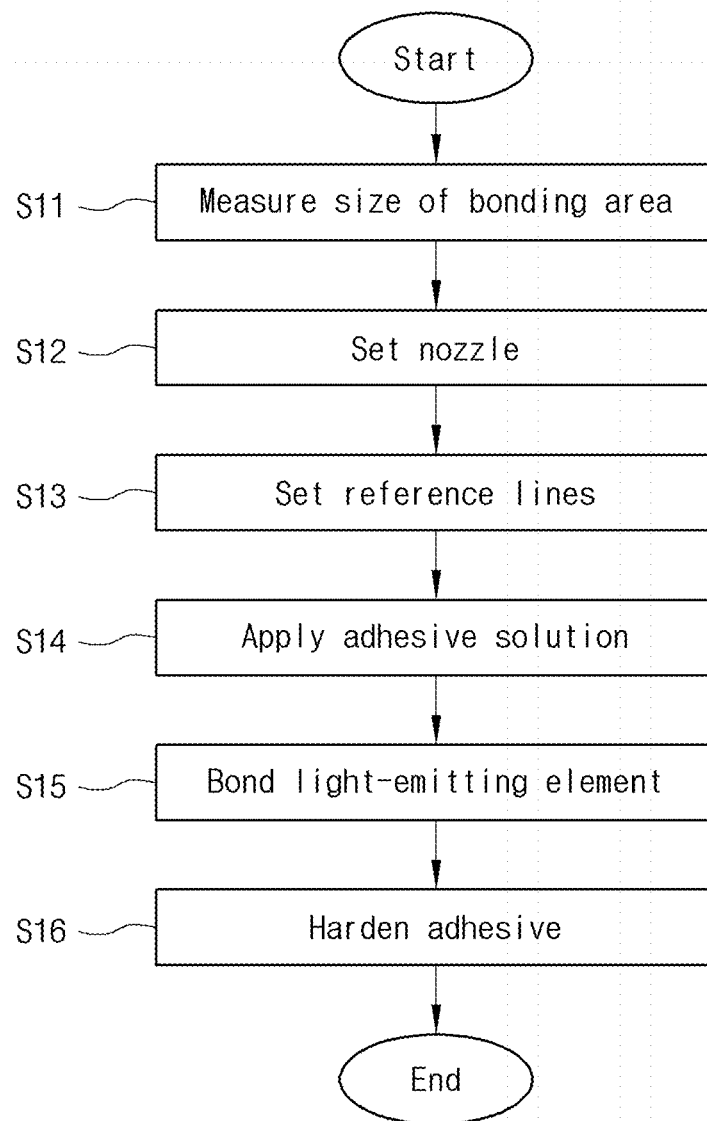 Start
S11 Measure size of bonding area
S12 Set nozzle
S13 Set reference lines
S14 Apply adhesive solution
S15 Bond light-emitting element
S16 Harden adhesive
End